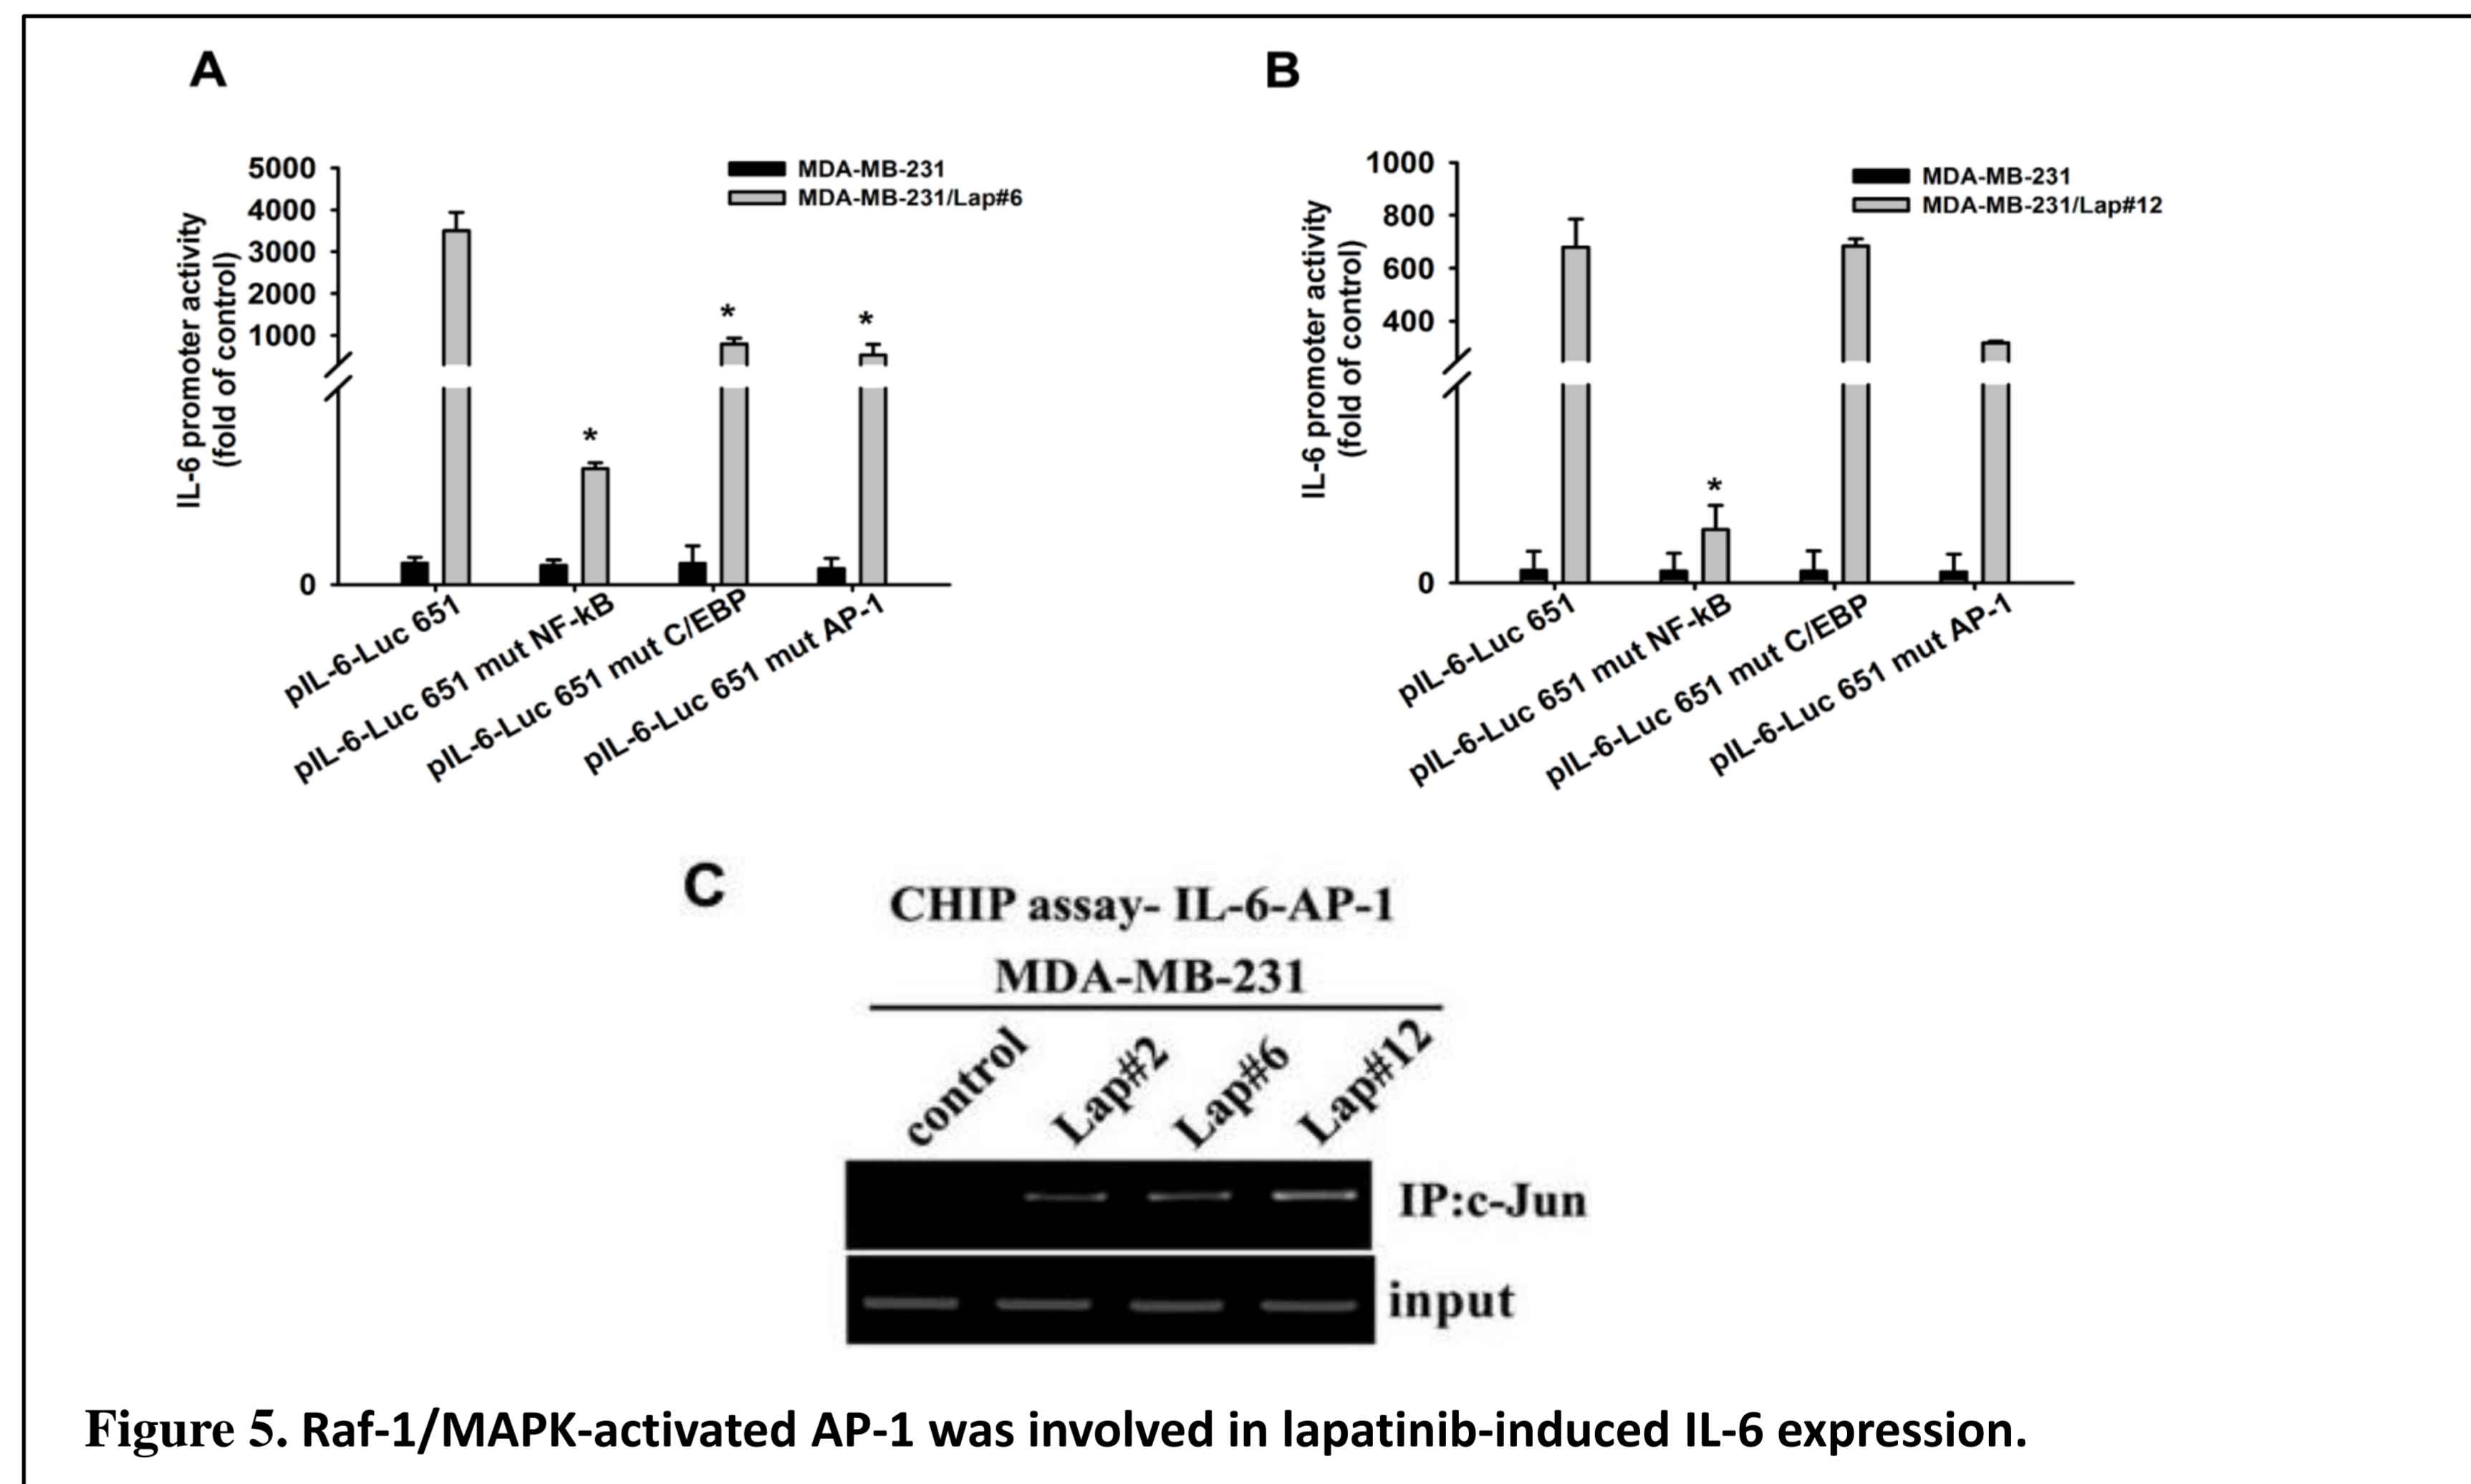 A
IL-6 promoter activity
(fold of control)
5000
4000
3000
2000
1000
0
MDA-MB-231
MDA-MB-231/Lap#6
*
*
*
pIL-6-Luc 651
pIL-6-Luc 651 mut NF-kB
pIL-6-Luc 651 mut C/EBP
pIL-6-Luc 651 mut AP-1
B
IL-6 promoter activity
(fold of control)
1000
800
600
400
0
MDA-MB-231
MDA-MB-231/Lap#12
*
pIL-6-Luc 651
pIL-6-Luc 651 mut NF-kB
pIL-6-Luc 651 mut C/EBP
pIL-6-Luc 651 mut AP-1
C
CHIP assay- IL-6-AP-1
MDA-MB-231
control
Lap#2
Lap#6
Lap#12
IP:c-Jun
input
Figure 5. Raf-1/MAPK-activated AP-1 was involved in lapatinib-induced IL-6 expression.